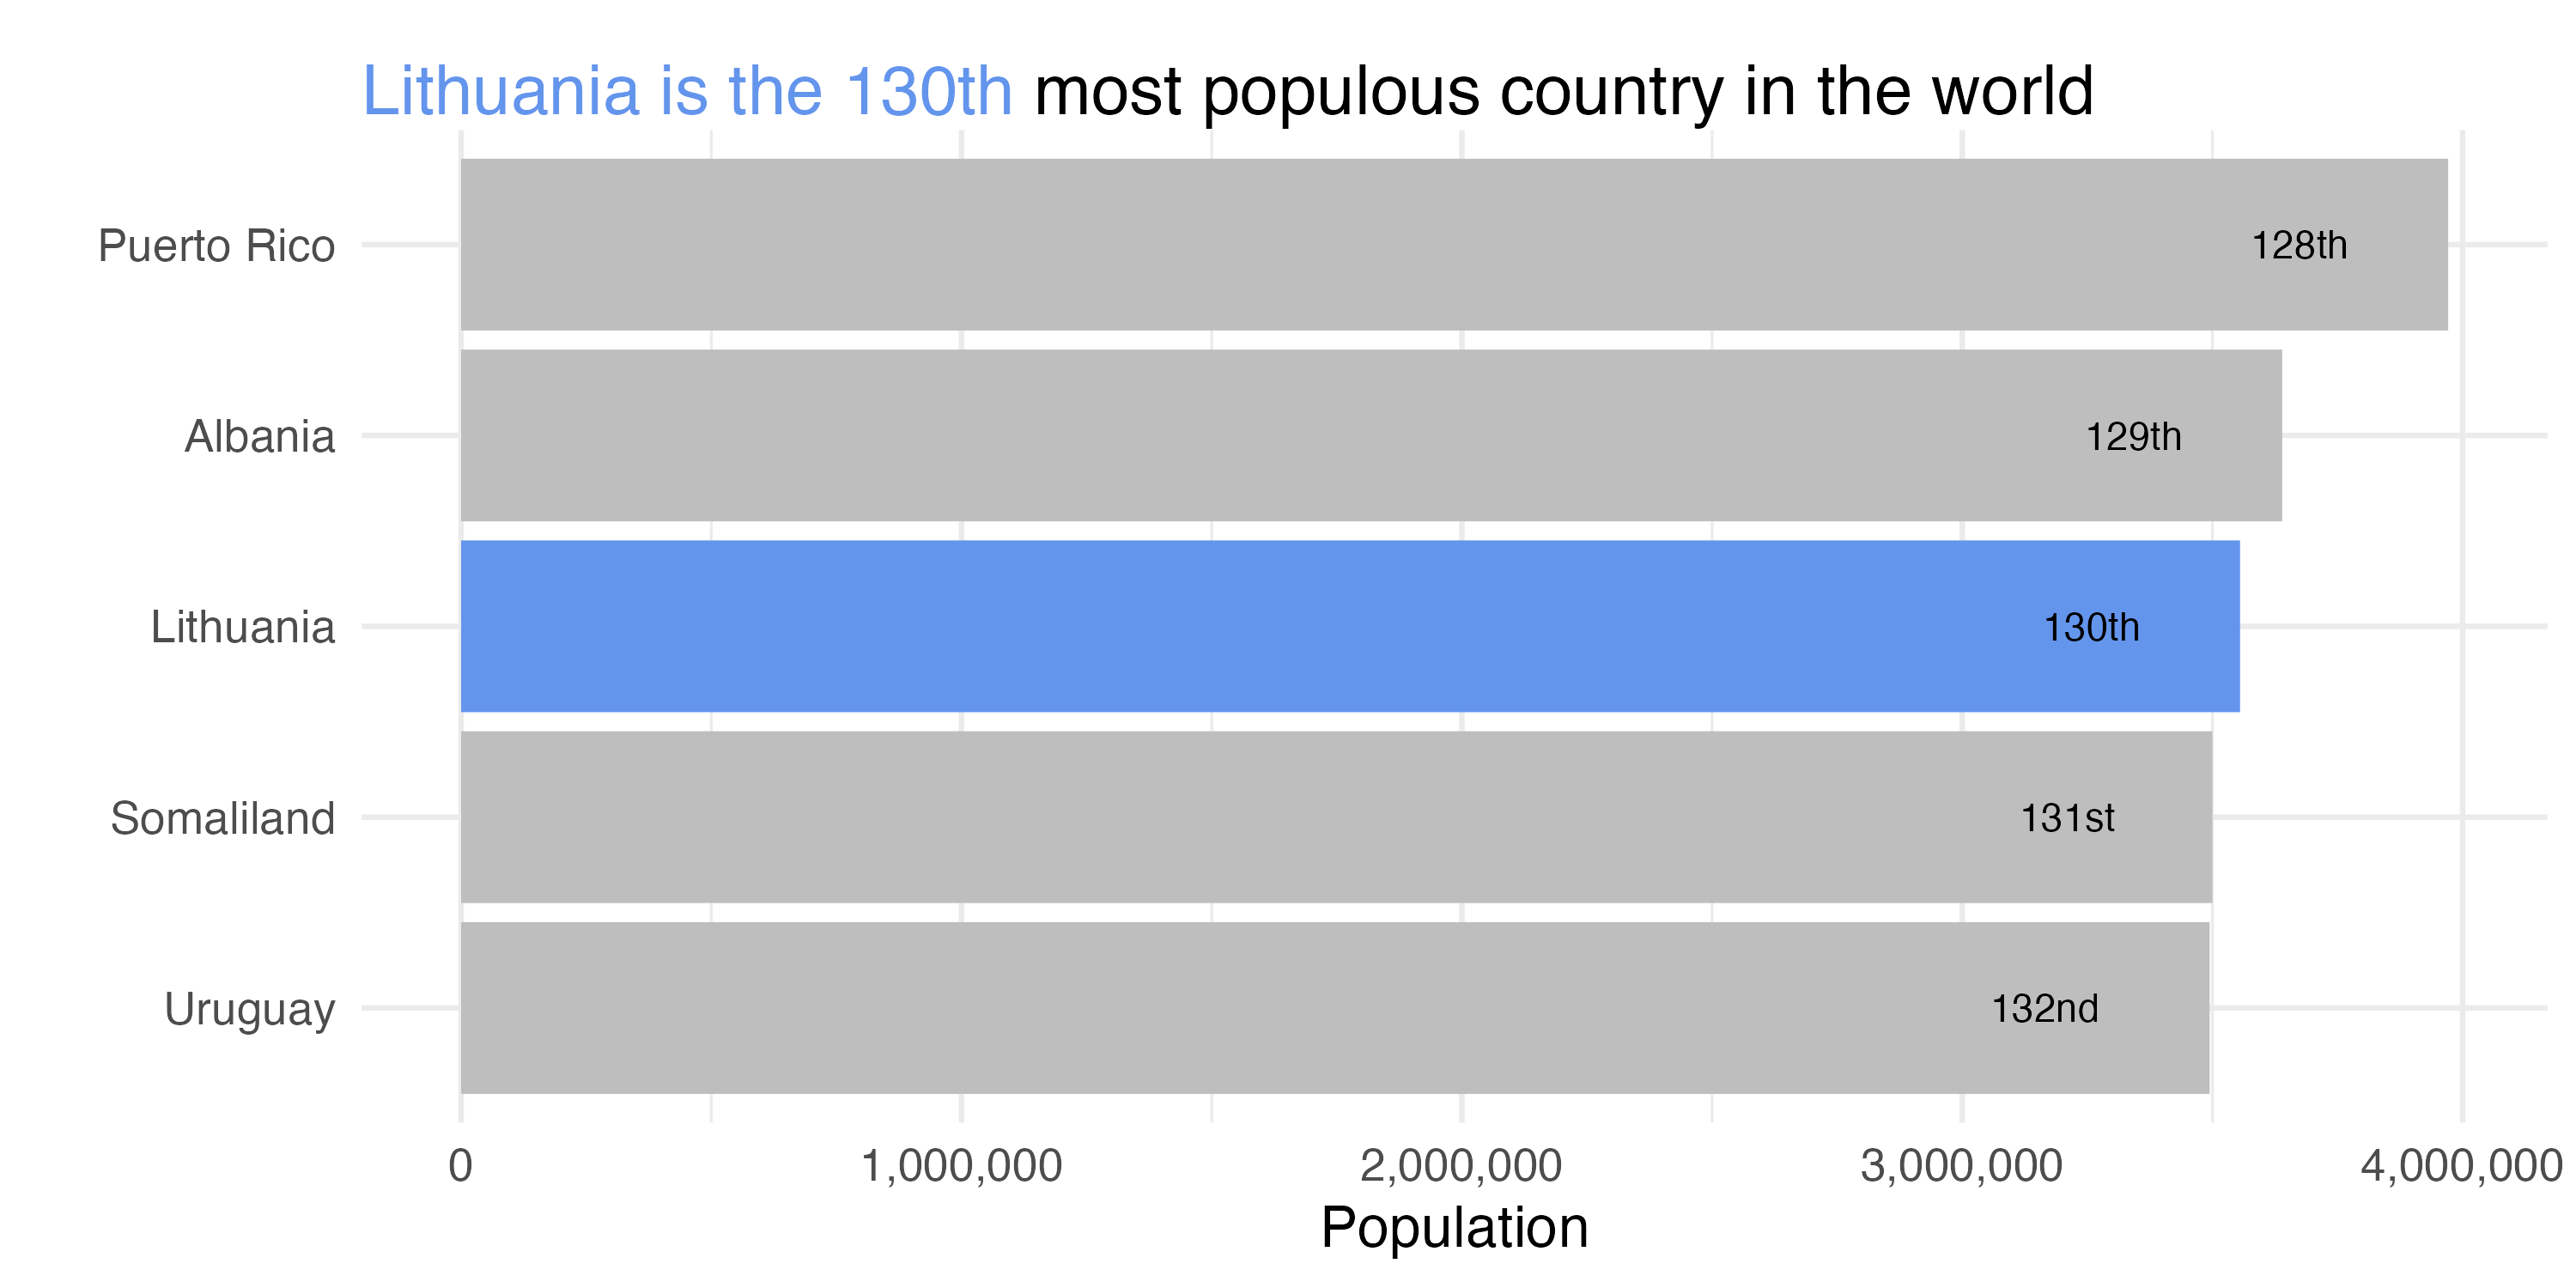 Lithuania is the 130th most populous country in the world
Puerto Rico 128th
Albania 129th
Lithuania 130th
Somaliland 131st
Uruguay 132nd
0 1,000,000 2,000,000 3,000,000 4,000,000
Population